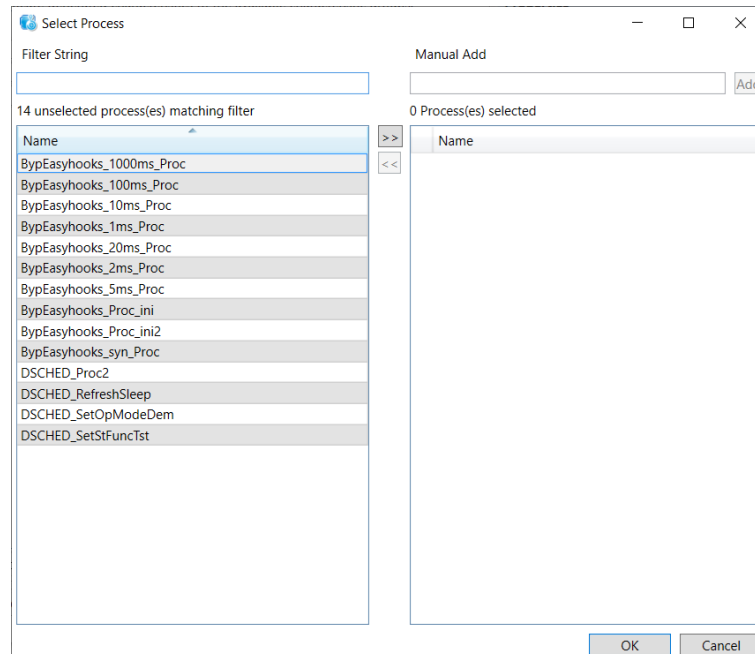 Select Process
Filter String
Manual Add
Add
14 unselected process(es) matching filter
0 Process(es) selected
Name
>>
Name
<<
BypEasyhooks_1000ms_Proc
BypEasyhooks_100ms_Proc
BypEasyhooks_10ms_Proc
BypEasyhooks_1ms_Proc
BypEasyhooks_20ms_Proc
BypEasyhooks_2ms_Proc
BypEasyhooks_5ms_Proc
BypEasyhooks_Proc_ini
BypEasyhooks_Proc_ini2
BypEasyhooks_syn_Proc
DSCHED_Proc2
DSCHED_RefreshSleep
DSCHED_SetOpModeDem
DSCHED_SetStFuncTst
OK
Cancel